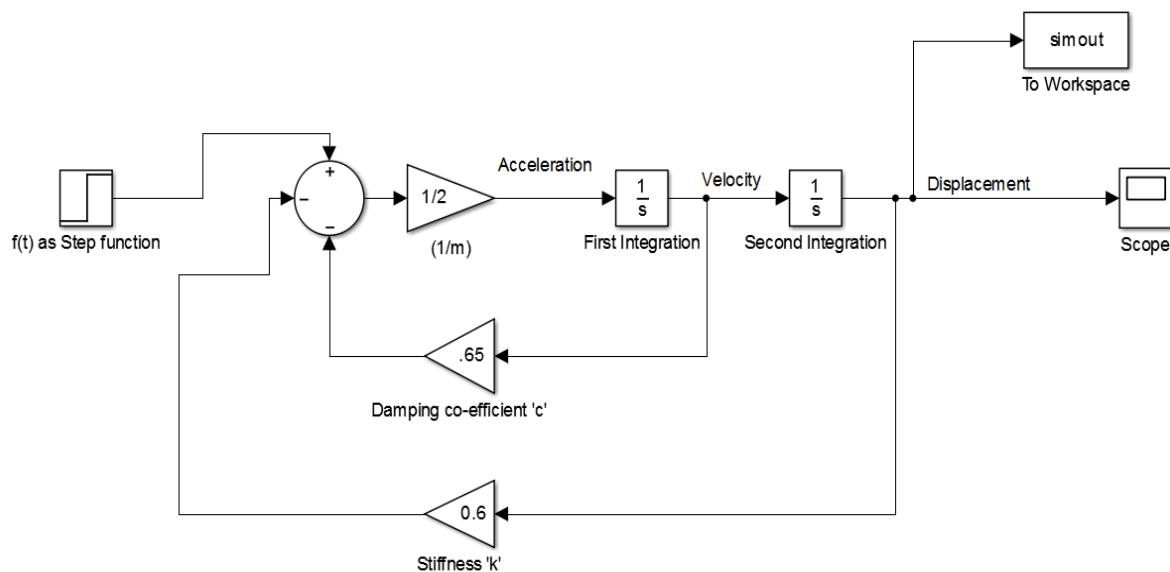 simout
To Workspace
+
−
−
f(t) as Step function
1/2
(1/m)
Acceleration
1
s
First Integration
Velocity
1
s
Second Integration
Displacement
Scope
.65
Damping co-efficient 'c'
0.6
Stiffness 'k'